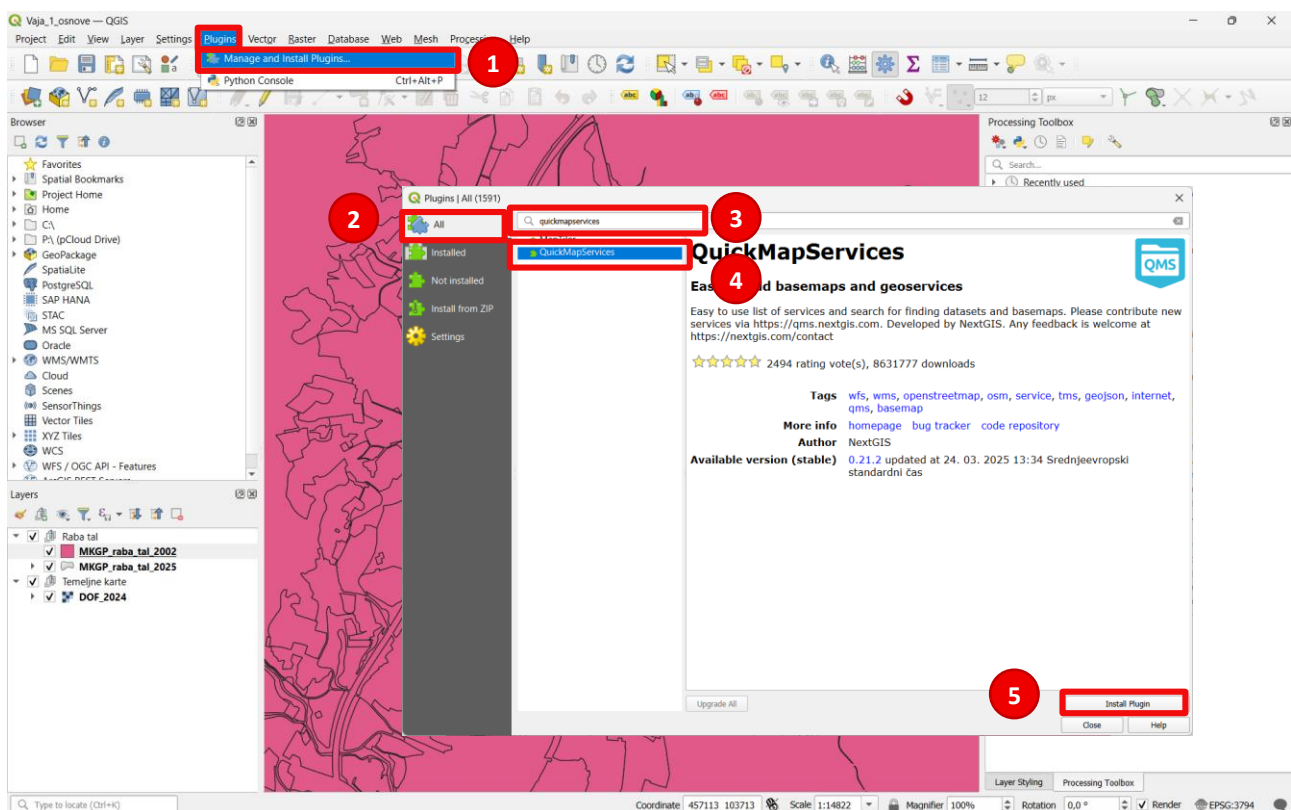 Vaja_1_osnove — QGIS
Project Edit View Layer Settings Plugins Vector Raster Database Web Mesh Processing Help
Manage and Install Plugins...
1
Python Console Ctrl+Alt+P
12 px
Browser
Favorites
Spatial Bookmarks
Project Home
Home
C:\
P:\ (pCloud Drive)
GeoPackage
SpatiaLite
PostgreSQL
SAP HANA
STAC
MS SQL Server
Oracle
WMS/WMTS
Cloud
Scenes
SensorThings
Vector Tiles
XYZ Tiles
WCS
WFS / OGC API - Features
Layers
Raba tal
MKGP_raba_tal_2002
MKGP_raba_tal_2025
Temeljne karte
DOF_2024
Processing Toolbox
Search...
Recently used
Plugins | All (1591)
2
All
Installed
Not installed
Install from ZIP
Settings
quickmapservices
3
QuickMapServices
4
QuickMapServices
QMS
basemaps and geoservices
Easy to use list of services and search for finding datasets and basemaps. Please contribute new
services via https://qms.nextgis.com. Developed by NextGIS. Any feedback is welcome at
https://nextgis.com/contact
2494 rating vote(s), 8631777 downloads
Tags wfs, wms, openstreetmap, osm, service, tms, geojson, internet,
qms, basemap
More info homepage bug tracker code repository
Author NextGIS
Available version (stable) 0.21.2 updated at 24. 03. 2025 13:34 Srednjeevropski
standardni čas
Upgrade All
5
Install Plugin
Close Help
Layer Styling Processing Toolbox
Type to locate (Ctrl+K) Coordinate 457113 103713 Scale 1:14822 Magnifier 100% Rotation 0,0 ° Render EPSG:3794